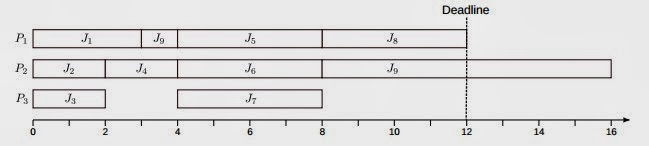 Deadline
P₁ J₁ J₉ J₅ J₈
P₂ J₂ J₄ J₆ J₉
P₃ J₃ J₇
0 2 4 6 8 10 12 14 16